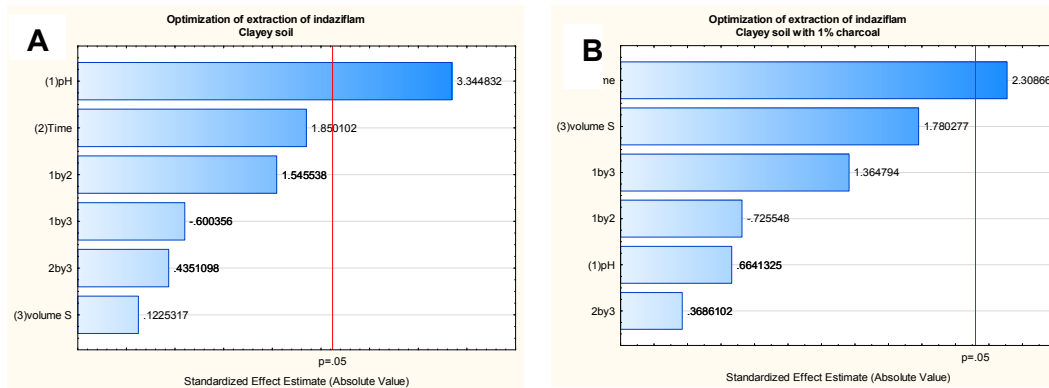 A
Optimization of extraction of indaziflam
Clayey soil
(1)pH
3.344832
(2)Time
1.850102
1by2
1.545538
1by3
-.600356
2by3
.4351098
(3)volume S
.1225317
p=.05
Standardized Effect Estimate (Absolute Value)
B
Optimization of extraction of indaziflam
Clayey soil with 1% charcoal
me
2.30866
(3)volume S
1.780277
1by3
1.364794
1by2
-.725548
(1)pH
.6641325
2by3
.3686102
p=.05
Standardized Effect Estimate (Absolute Value)